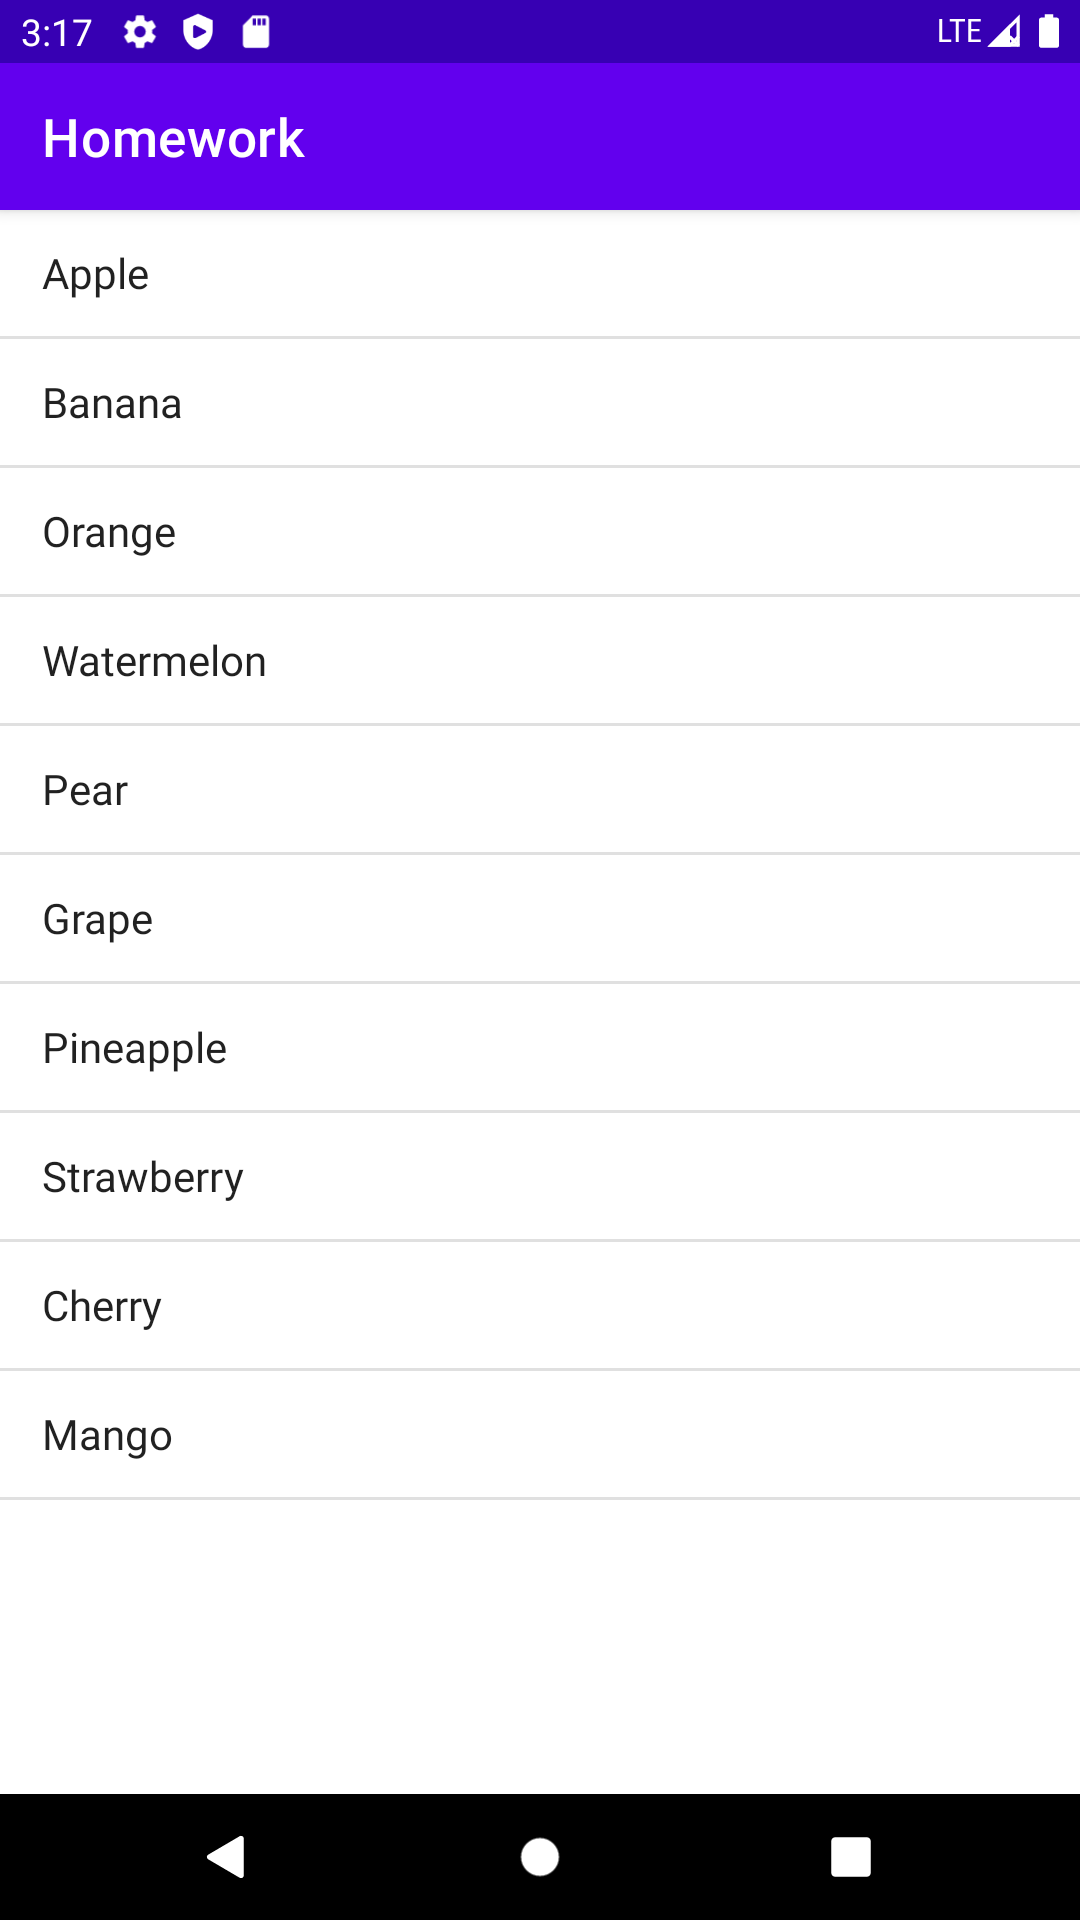 3:17 LTE
Homework
Apple
Banana
Orange
Watermelon
Pear
Grape
Pineapple
Strawberry
Cherry
Mango